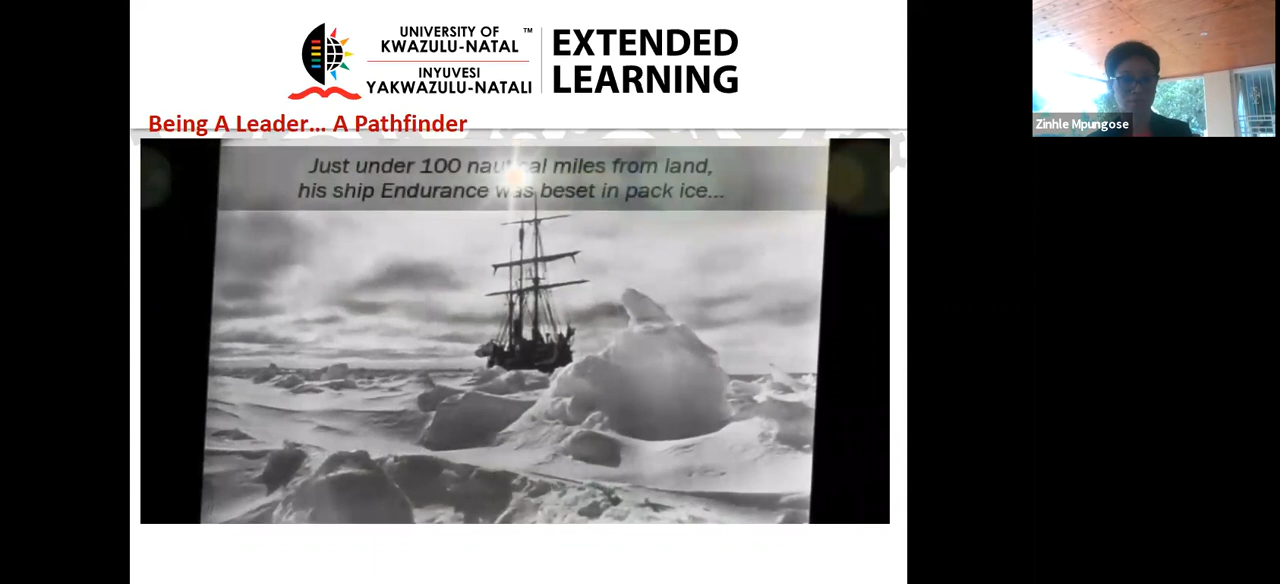 UNIVERSITY OF ™
KWAZULU-NATAL
INYUVESI
YAKWAZULU-NATALI
EXTENDED
LEARNING
Being A Leader... A Pathfinder
Just under 100 nautical miles from land,
his ship Endurance was beset in pack ice...
Zinhle Mpungose